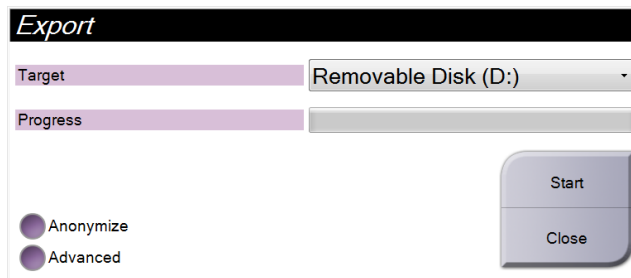 Export
Target
Removable Disk (D:)
Progress
Start
Close
Anonymize
Advanced